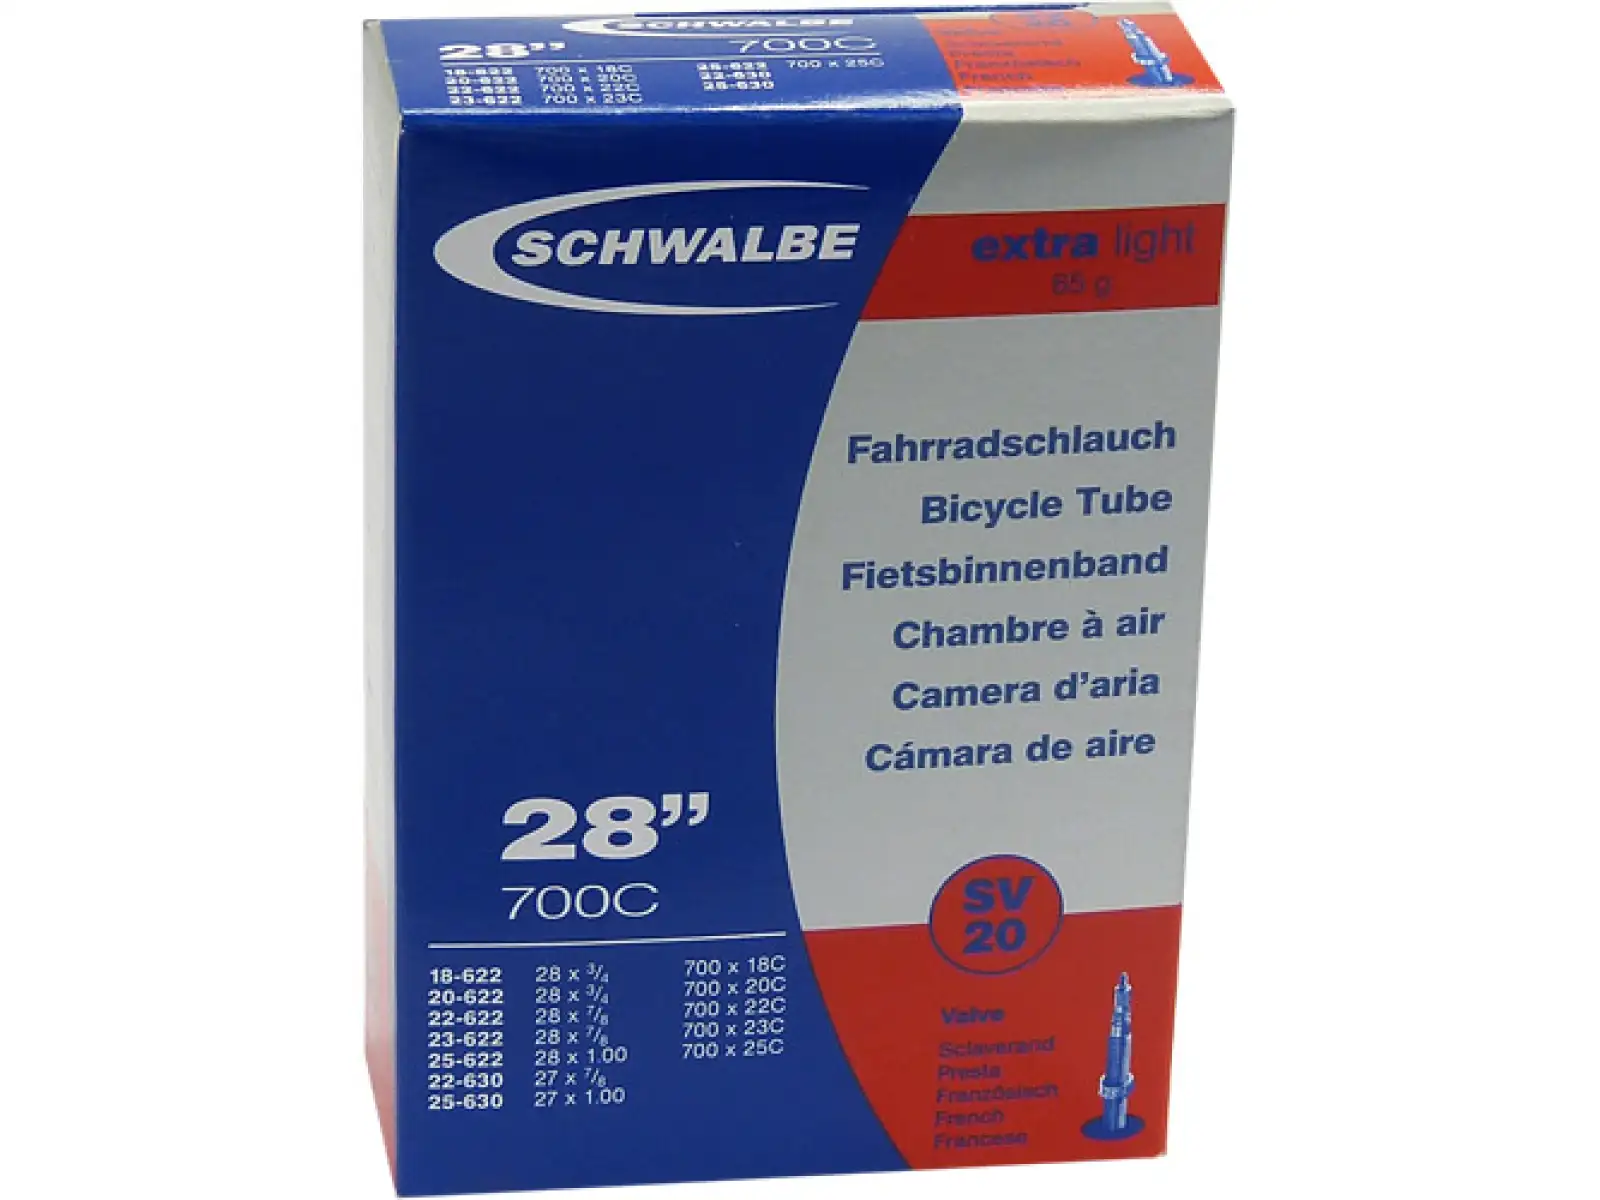 SCHWALBE
28” 700C
18-622 700 x 18C 25-622 700 x 25C
20-622 700 x 20C 22-630
22-622 700 x 22C 25-630
23-622 700 x 23C
Sclaverand
Presta
Französisch
French
SCHWALBE
extra light
65 g
Fahrradschlauch
Bicycle Tube
Fietsbinnenband
Chambre à air
Camera d’aria
Cámara de aire
28”
700C
18-622 28 x 3/4 700 x 18C
20-622 28 x 3/4 700 x 20C
22-622 28 x 7/8 700 x 22C
23-622 28 x 7/8 700 x 23C
25-622 28 x 1.00 700 x 25C
22-630 27 x 7/8
25-630 27 x 1.00
SV
20
Valve
Sclaverand
Presta
Französisch
French
Francese